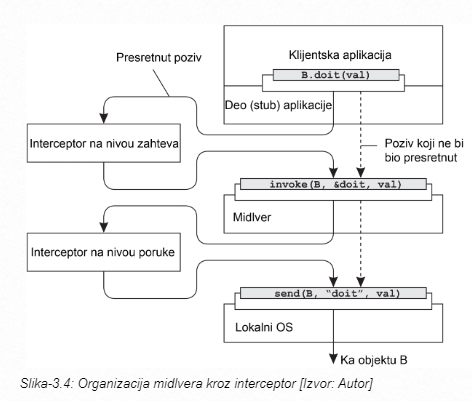 Klijentska aplikacija
Presretnut poziv
B.doit(val)
Deo (stub) aplikacije
Interceptor na nivou zahteva
Poziv koji ne bi
bio presretnut
invoke(B, &doit, val)
Midlver
Interceptor na nivou poruke
send(B, “doit”, val)
Lokalni OS
Ka objektu B
Slika-3.4: Organizacija midlvera kroz interceptor [Izvor: Autor]